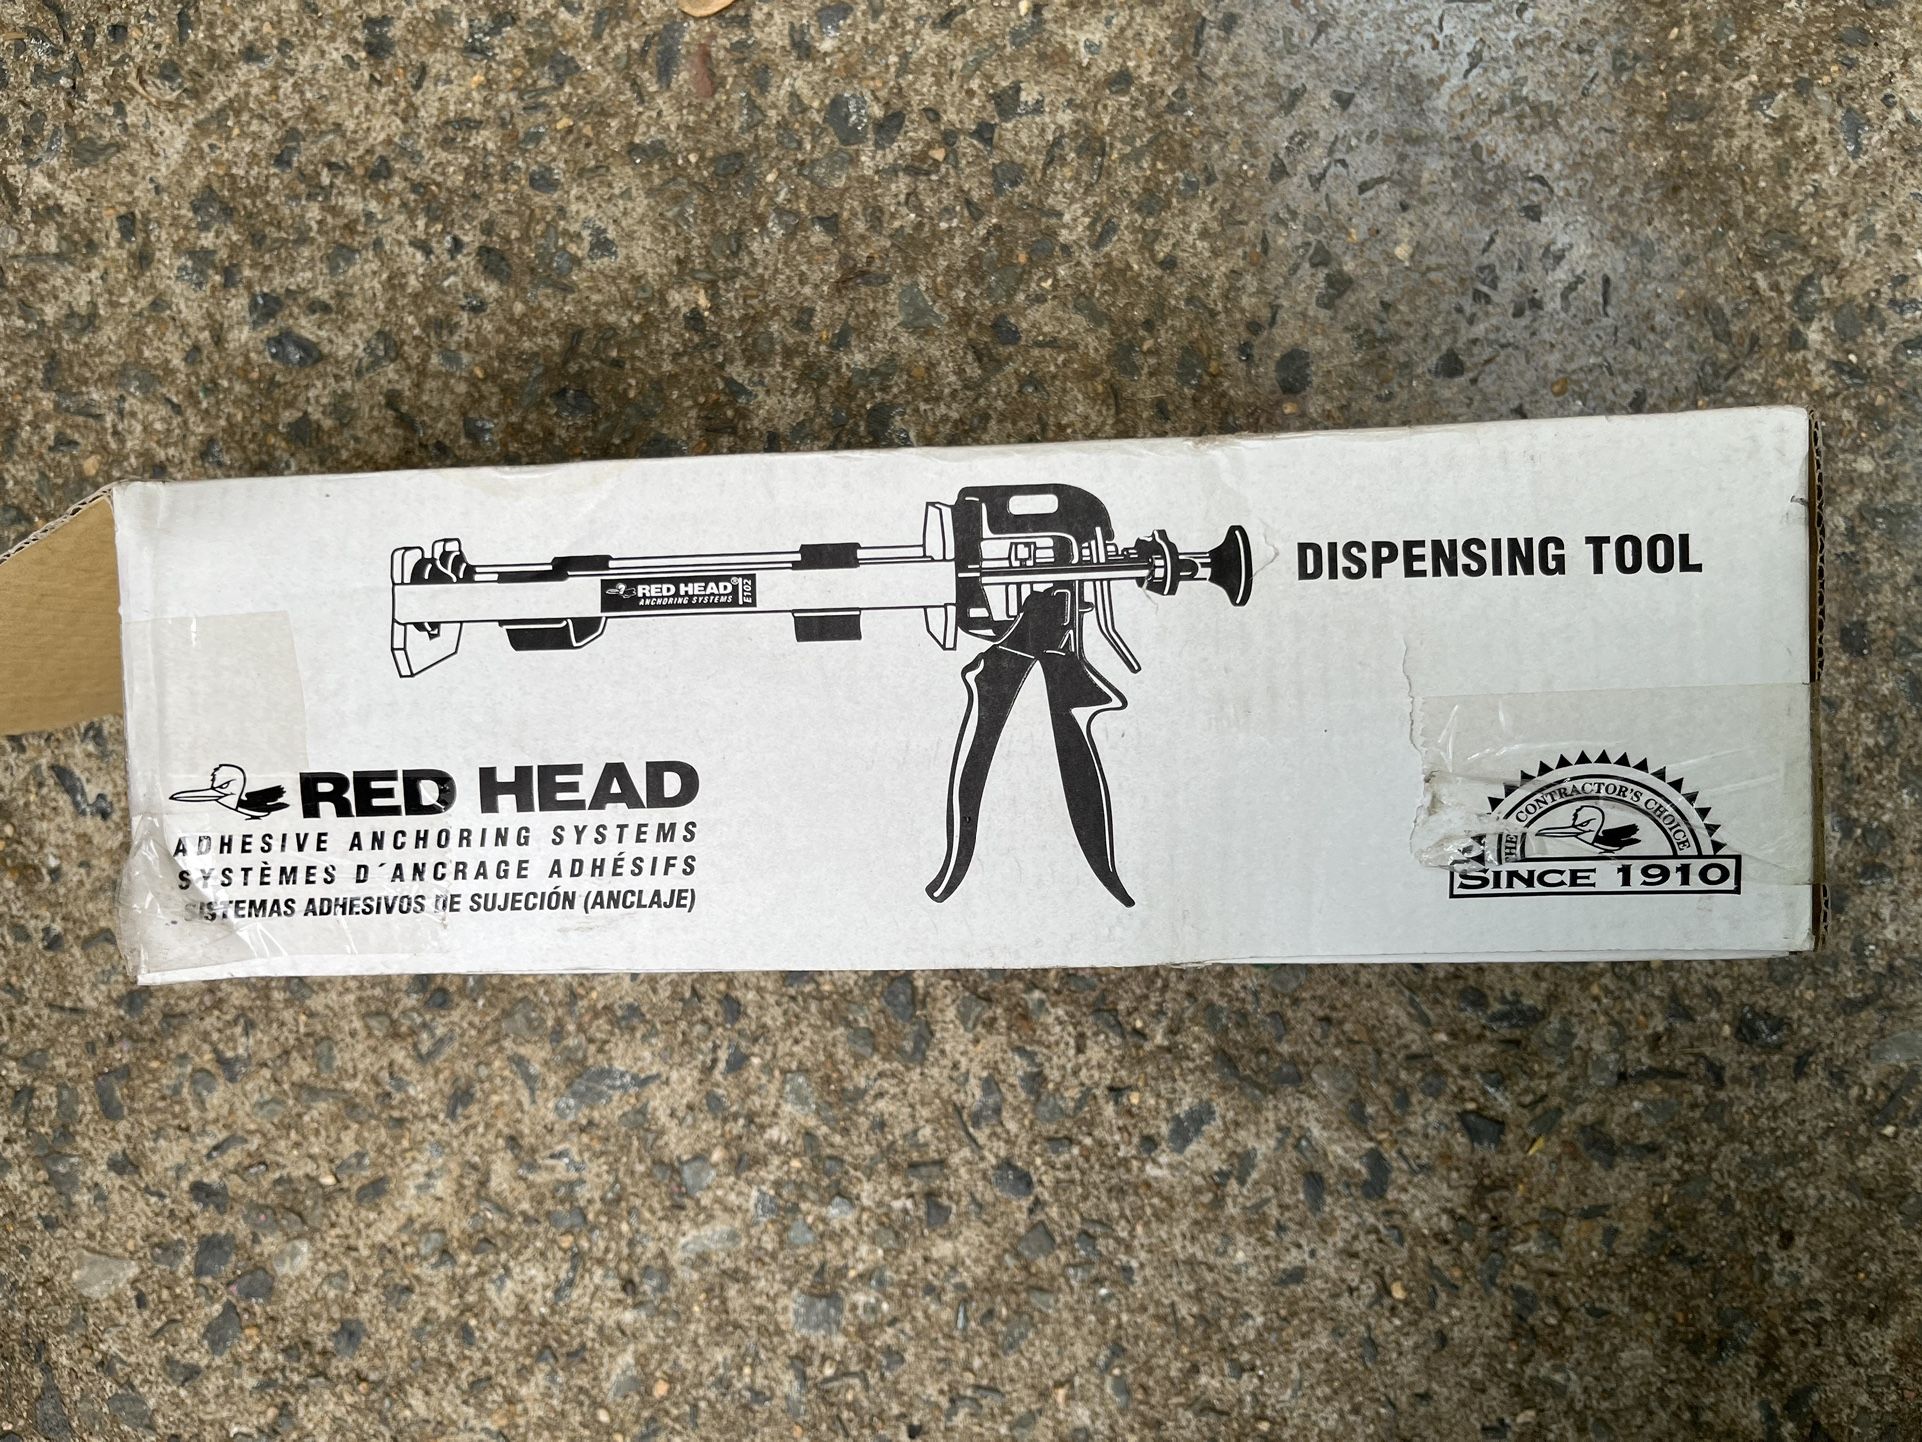 RED HEAD®
ANCHORING SYSTEMS
E102
DISPENSING TOOL
RED HEAD
ADHESIVE ANCHORING SYSTEMS
SYSTÈMES D´ANCRAGE ADHÉSIFS
SISTEMAS ADHESIVOS DE SUJECIÓN (ANCLAJE)
THE CONTRACTOR'S CHOICE
SINCE 1910